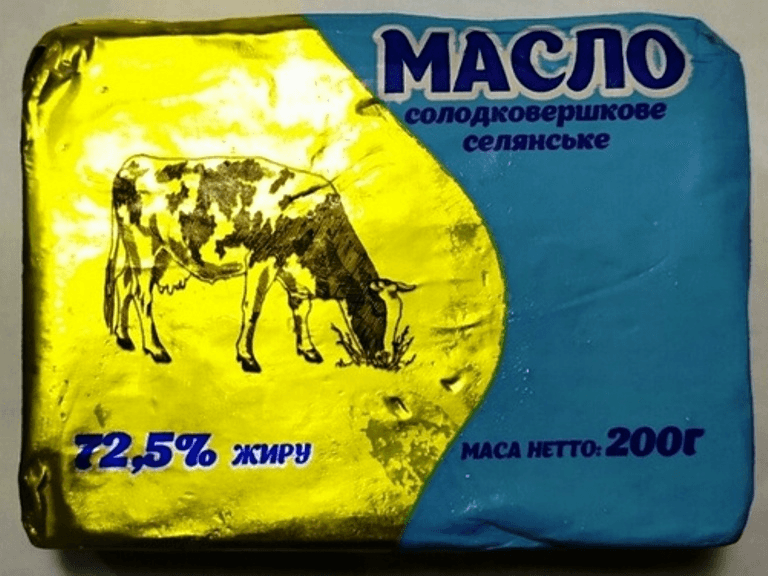 МАСЛО
солодковершкове
селянське
72,5% ЖИРУ
МАСА НЕТТО: 200г